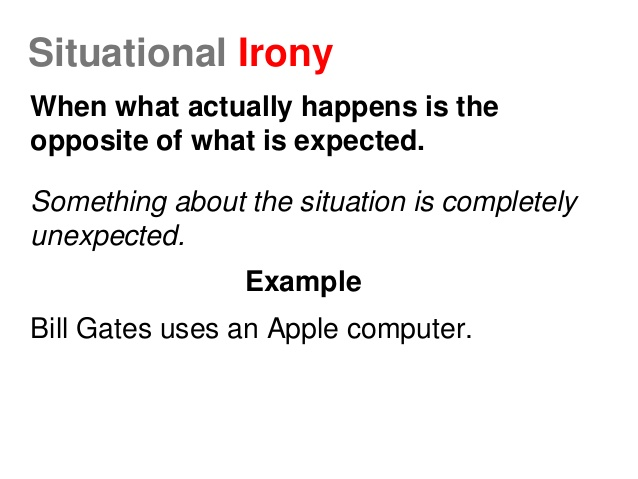 Situational Irony
When what actually happens is the
opposite of what is expected.
Something about the situation is completely
unexpected.
Example
Bill Gates uses an Apple computer.